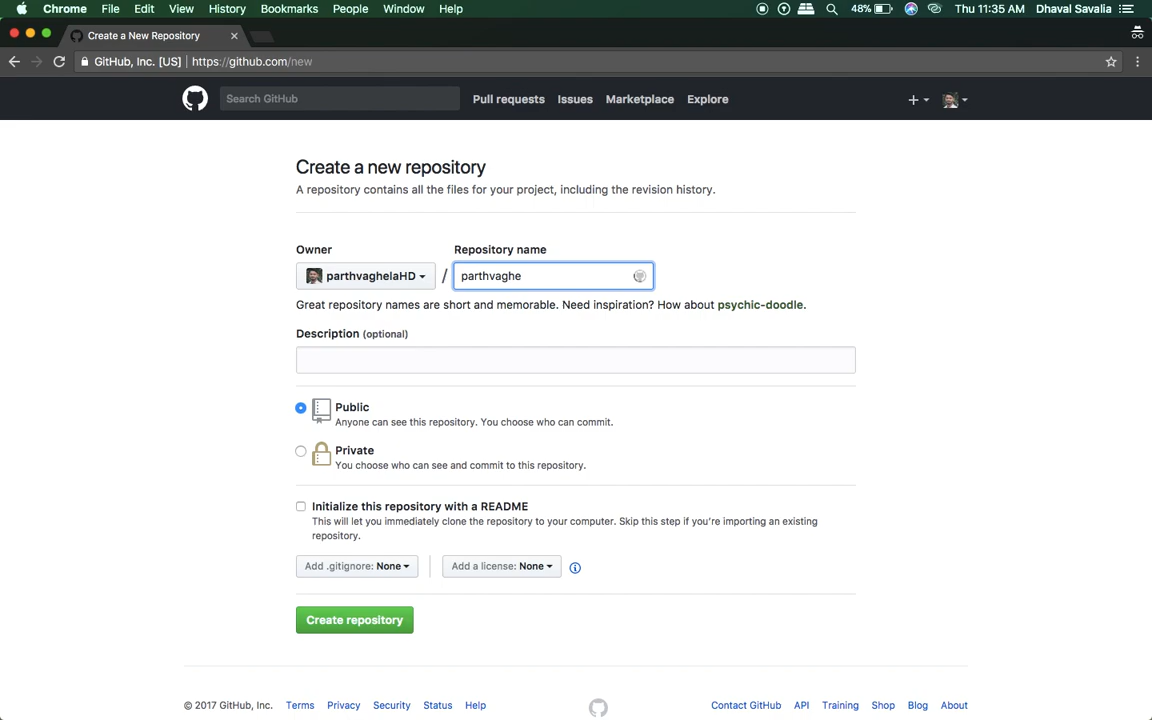 Chrome File Edit View History Bookmarks People Window Help 48% Thu 11:35 AM Dhaval Savalia
Create a New Repository
GitHub, Inc. [US] https://github.com/new
Search GitHub Pull requests Issues Marketplace Explore
Create a new repository
A repository contains all the files for your project, including the revision history.
Owner Repository name
parthvaghelaHD / parthvaghe
Great repository names are short and memorable. Need inspiration? How about psychic-doodle.
Description (optional)
Public
Anyone can see this repository. You choose who can commit.
Private
You choose who can see and commit to this repository.
Initialize this repository with a README
This will let you immediately clone the repository to your computer. Skip this step if you're importing an existing
repository.
Add .gitignore: None Add a license: None
Create repository
© 2017 GitHub, Inc. Terms Privacy Security Status Help Contact GitHub API Training Shop Blog About